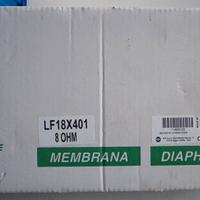 LF18X401
8 OHM
MEMBRANA
DIAPH